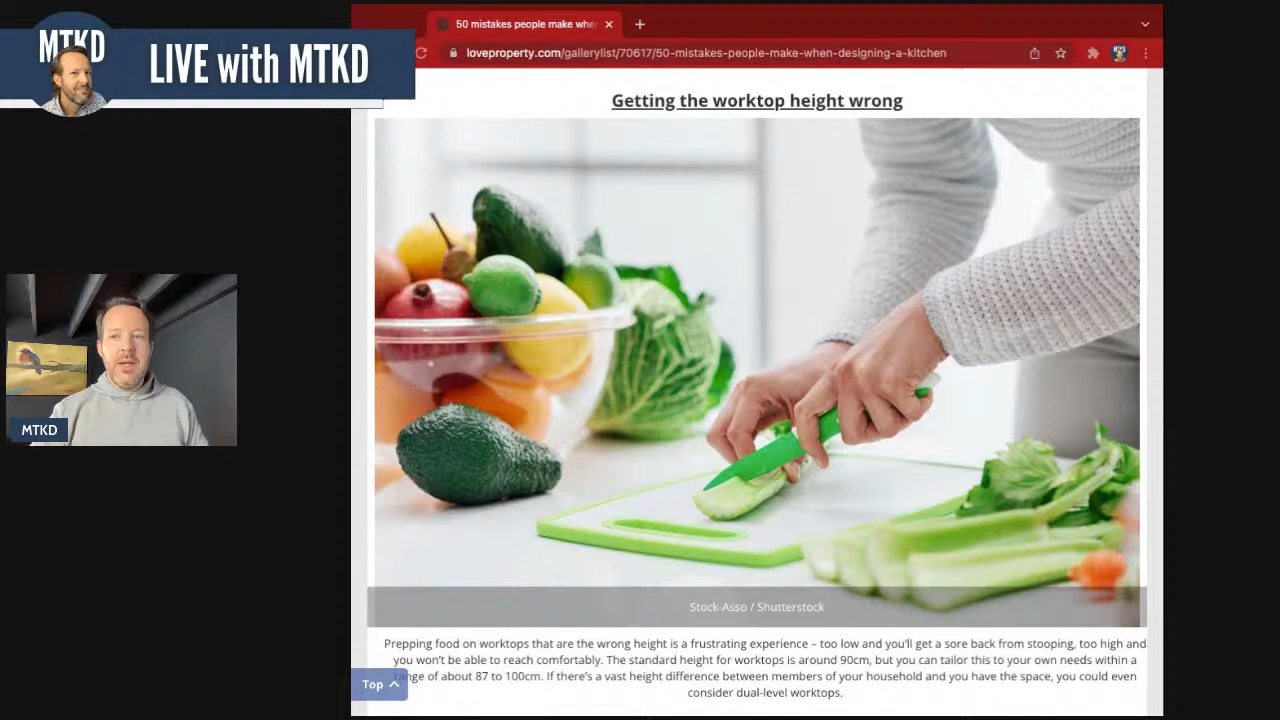 MTKD
LIVE with MTKD
50 mistakes people make whe
loveproperty.com/gallerylist/70617/50-mistakes-people-make-when-designing-a-kitchen
Getting the worktop height wrong
MTKD
Stock-Asso / Shutterstock
Prepping food on worktops that are the wrong height is a frustrating experience – too low and you'll get a sore back from stooping, too high and
you won't be able to reach comfortably. The standard height for worktops is around 90cm, but you can tailor this to your own needs within a
range of about 87 to 100cm. If there's a vast height difference between members of your household and you have the space, you could even
consider dual-level worktops.
Top